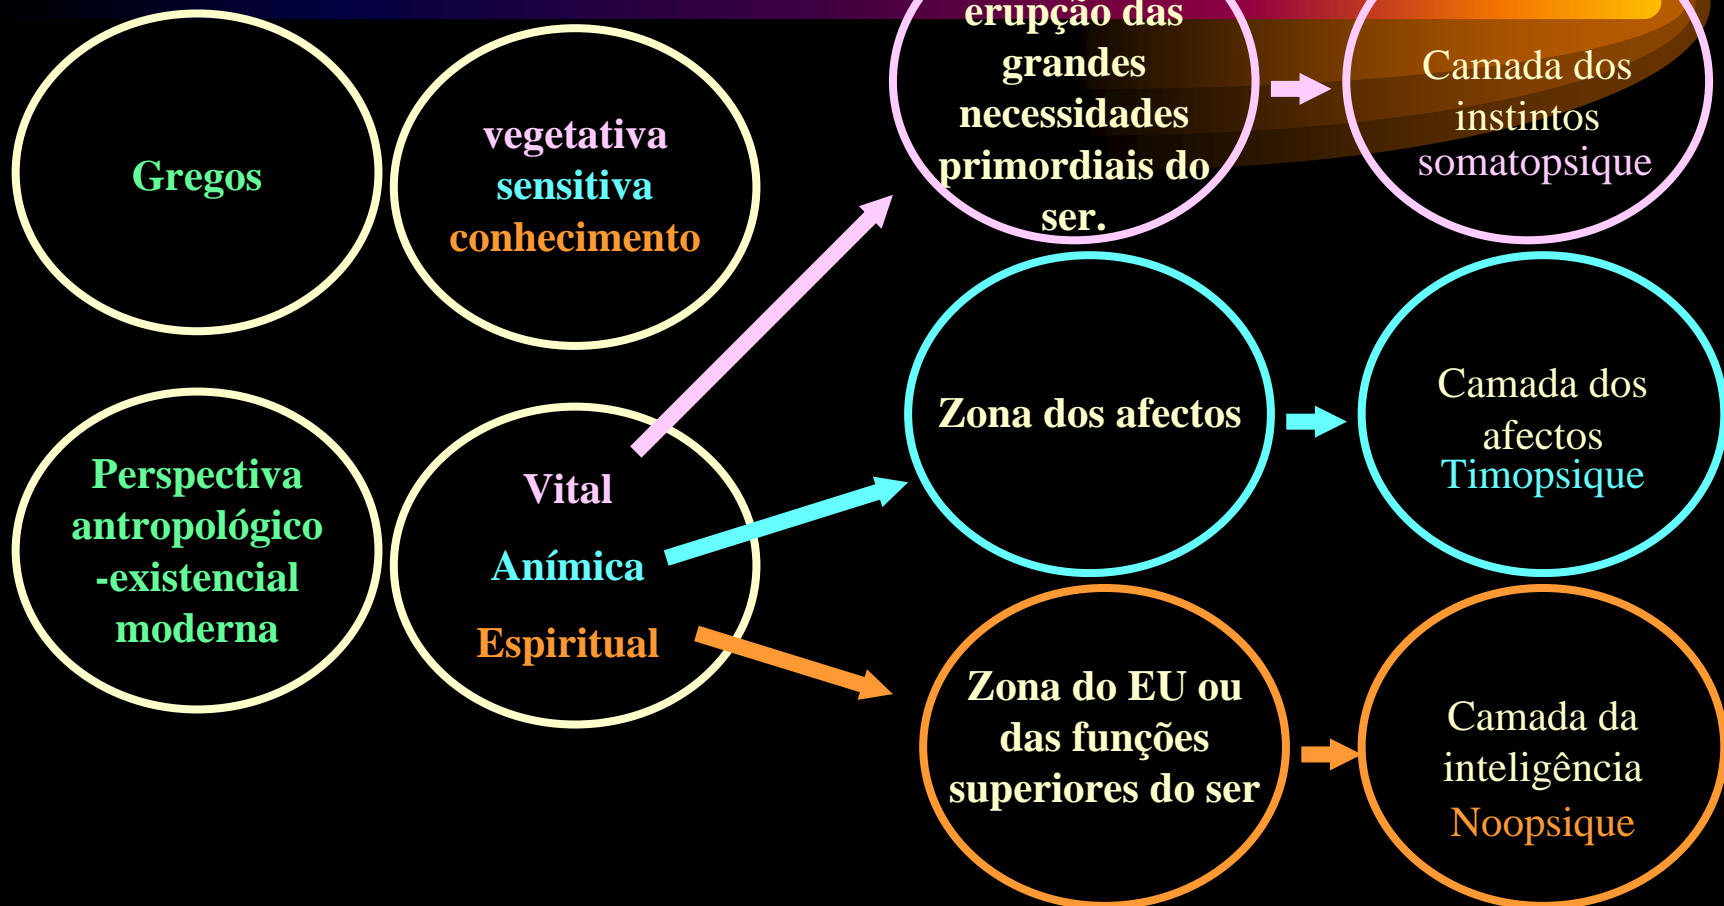 Gregos
vegetativa
sensitiva
conhecimento
erupção das
grandes
necessidades
primordiais do
ser.
Camada dos
instintos
somatopsique
Perspectiva
antropológico
-existencial
moderna
Vital
Anímica
Espiritual
Zona dos afectos
Camada dos
afectos
Timopsique
Zona do EU ou
das funções
superiores do ser
Camada da
inteligência
Noopsique